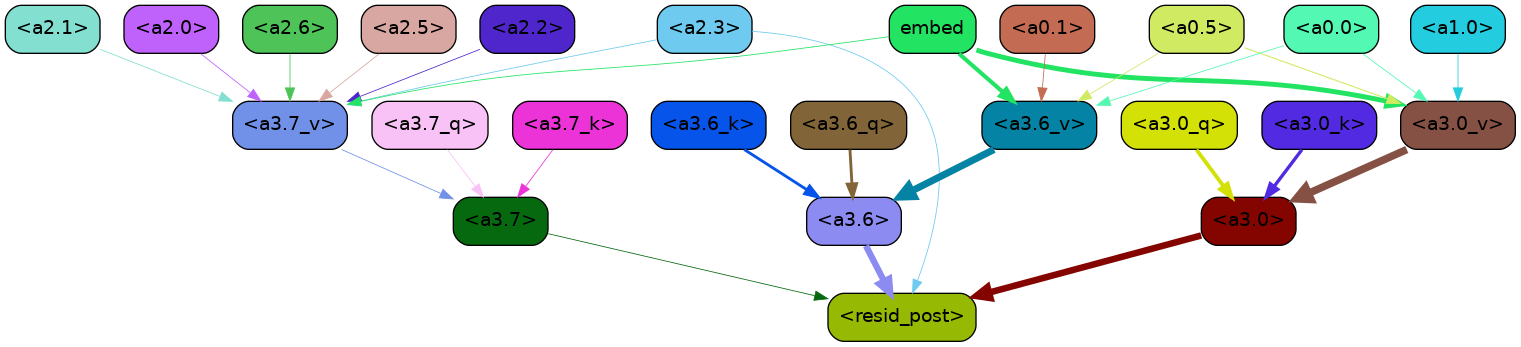 <a2.1> <a2.0> <a2.6> <a2.5> <a2.2> <a2.3> embed <a0.1> <a0.5> <a0.0> <a1.0>
<a3.7_v> <a3.7_q> <a3.7_k> <a3.6_k> <a3.6_q> <a3.6_v> <a3.0_q> <a3.0_k> <a3.0_v>
<a3.7> <a3.6> <a3.0>
<resid_post>